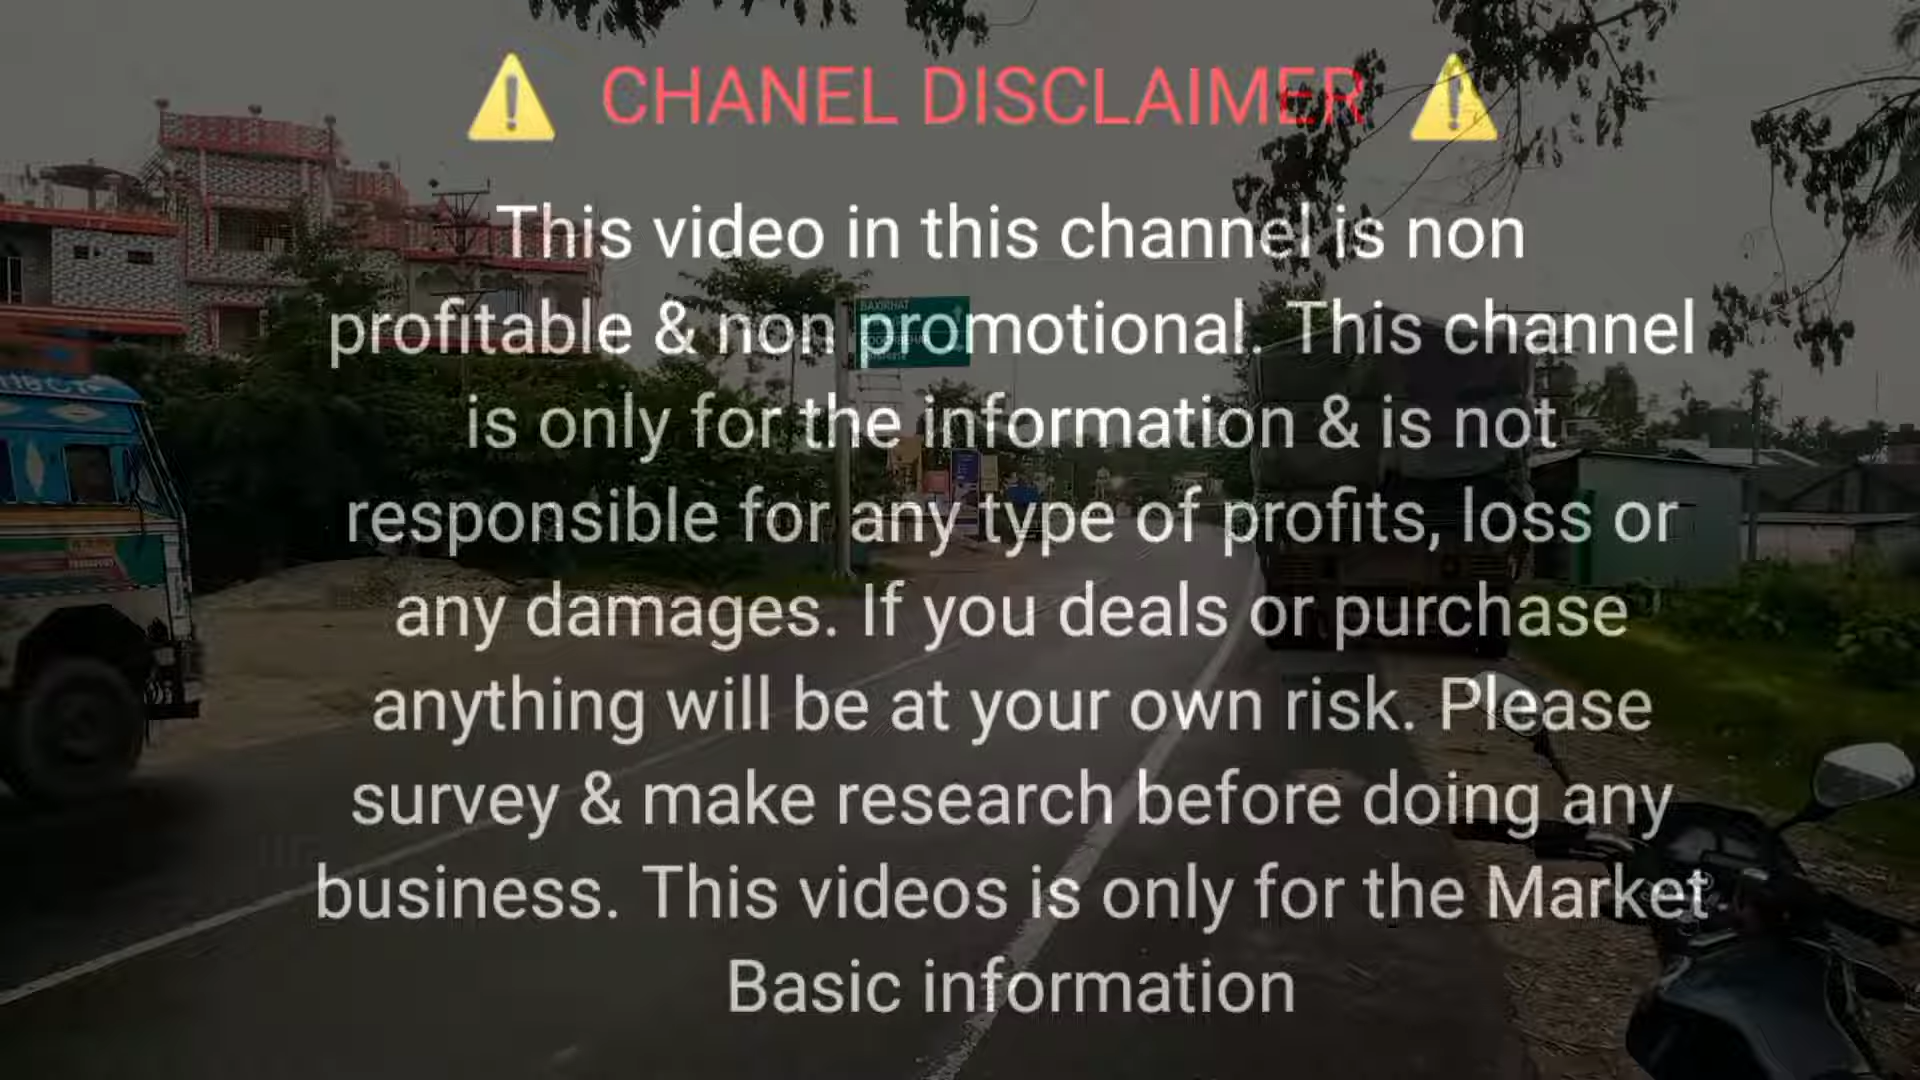 ⚠️ CHANEL DISCLAIMER ⚠️
This video in this channel is non
profitable & non promotional. This channel
is only for the information & is not
responsible for any type of profits, loss or
any damages. If you deals or purchase
anything will be at your own risk. Please
survey & make research before doing any
business. This videos is only for the Market
Basic information
BAXIRHAT